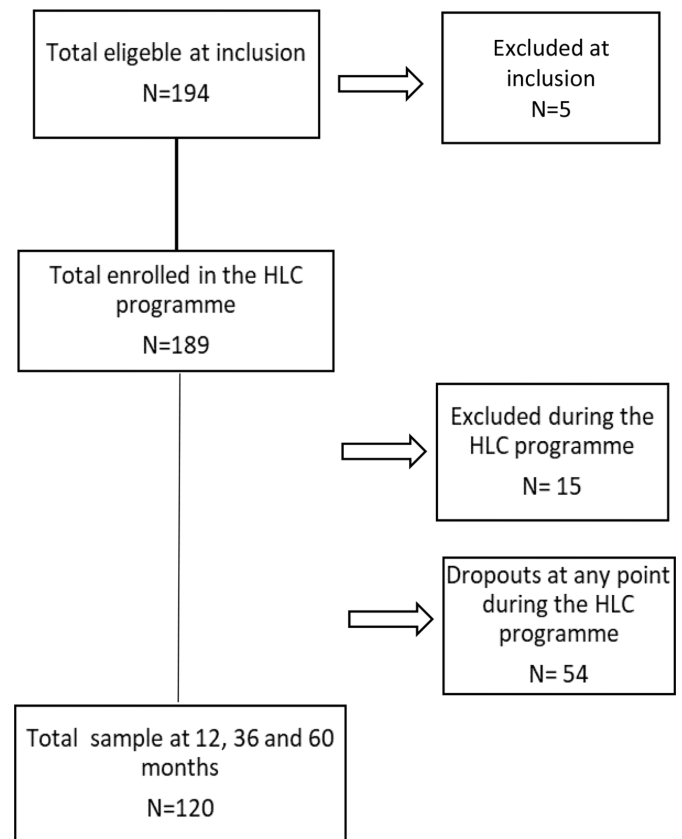 Total eligeble at inclusion
N=194
Excluded at
inclusion
N=5
Total enrolled in the HLC
programme
N=189
Excluded during the
HLC programme
N= 15
Dropouts at any point
during the HLC
programme
N= 54
Total sample at 12, 36 and 60
months
N=120